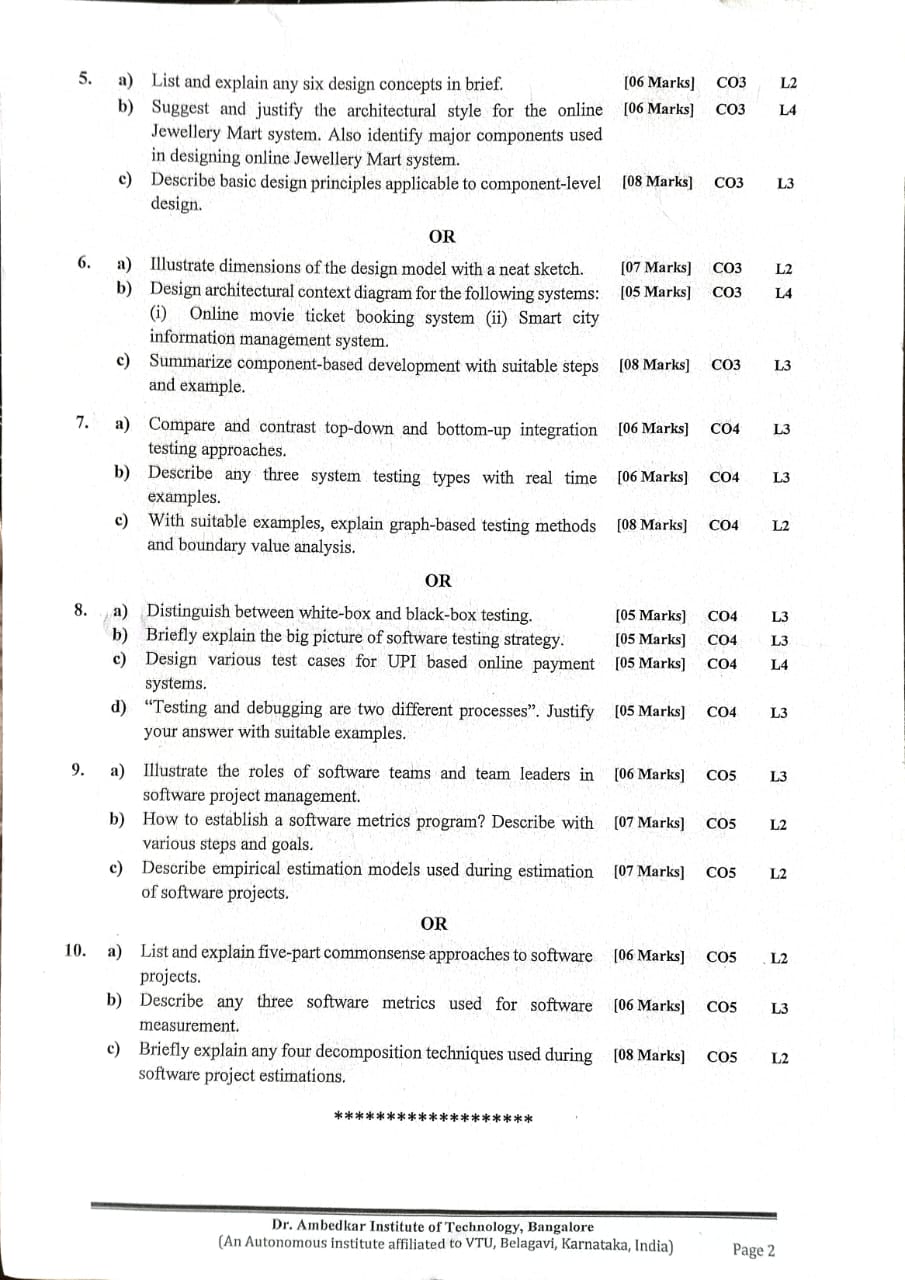 5. a) List and explain any six design concepts in brief. [06 Marks] CO3 L2
b) Suggest and justify the architectural style for the online [06 Marks] CO3 L4
Jewellery Mart system. Also identify major components used
in designing online Jewellery Mart system.
c) Describe basic design principles applicable to component-level [08 Marks] CO3 L3
design.
OR
6. a) Illustrate dimensions of the design model with a neat sketch. [07 Marks] CO3 L2
b) Design architectural context diagram for the following systems: [05 Marks] CO3 L4
(i) Online movie ticket booking system (ii) Smart city
information management system.
c) Summarize component-based development with suitable steps [08 Marks] CO3 L3
and example.
7. a) Compare and contrast top-down and bottom-up integration [06 Marks] CO4 L3
testing approaches.
b) Describe any three system testing types with real time [06 Marks] CO4 L3
examples.
c) With suitable examples, explain graph-based testing methods [08 Marks] CO4 L2
and boundary value analysis.
OR
8. a) Distinguish between white-box and black-box testing. [05 Marks] CO4 L3
b) Briefly explain the big picture of software testing strategy. [05 Marks] CO4 L3
c) Design various test cases for UPI based online payment [05 Marks] CO4 L4
systems.
d) “Testing and debugging are two different processes”. Justify [05 Marks] CO4 L3
your answer with suitable examples.
9. a) Illustrate the roles of software teams and team leaders in [06 Marks] CO5 L3
software project management.
b) How to establish a software metrics program? Describe with [07 Marks] CO5 L2
various steps and goals.
c) Describe empirical estimation models used during estimation [07 Marks] CO5 L2
of software projects.
OR
10. a) List and explain five-part commonsense approaches to software [06 Marks] CO5 L2
projects.
b) Describe any three software metrics used for software [06 Marks] CO5 L3
measurement.
c) Briefly explain any four decomposition techniques used during [08 Marks] CO5 L2
software project estimations.
*******************
Dr. Ambedkar Institute of Technology, Bangalore
(An Autonomous institute affiliated to VTU, Belagavi, Karnataka, India) Page 2